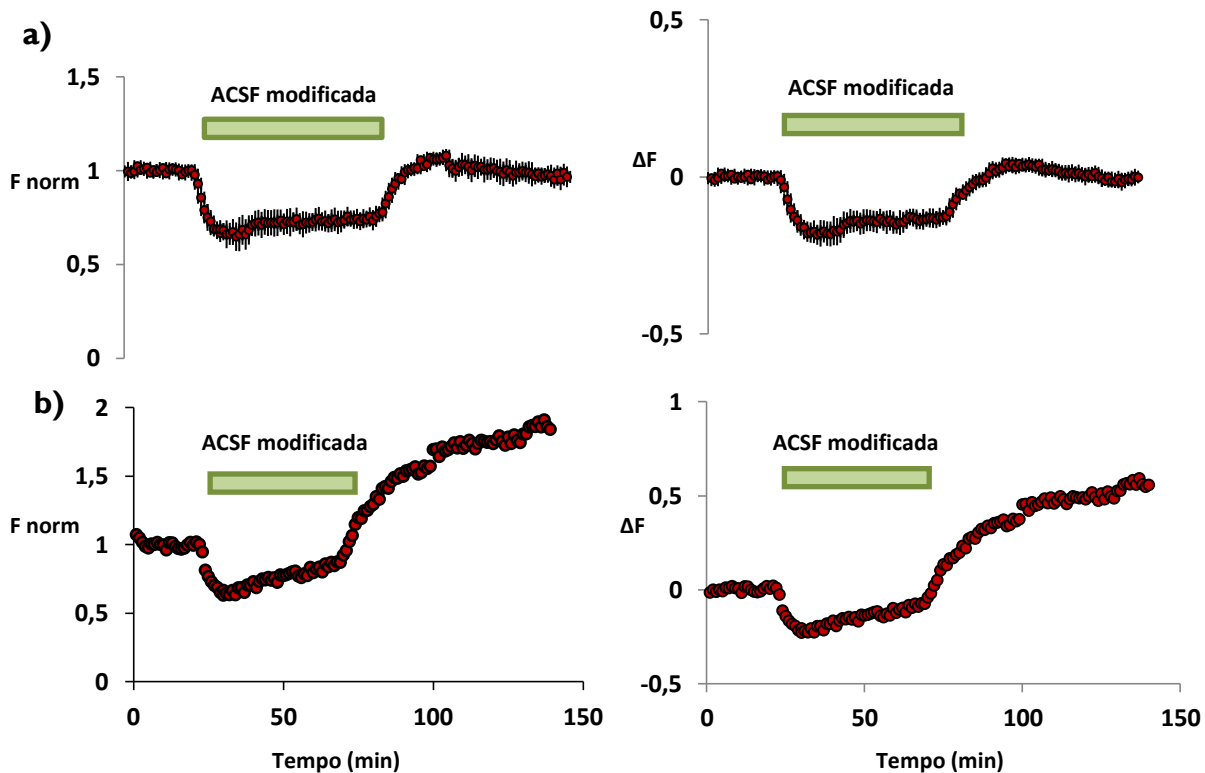 a)
1,5
ACSF modificada
F norm
1
0,5
0
0,5
ACSF modificada
ΔF
0
-0,5
b)
2
ACSF modificada
1,5
F norm
1
0,5
0
0
50
100
150
Tempo (min)
1
ACSF modificada
ΔF
0,5
0
-0,5
0
50
100
150
Tempo (min)